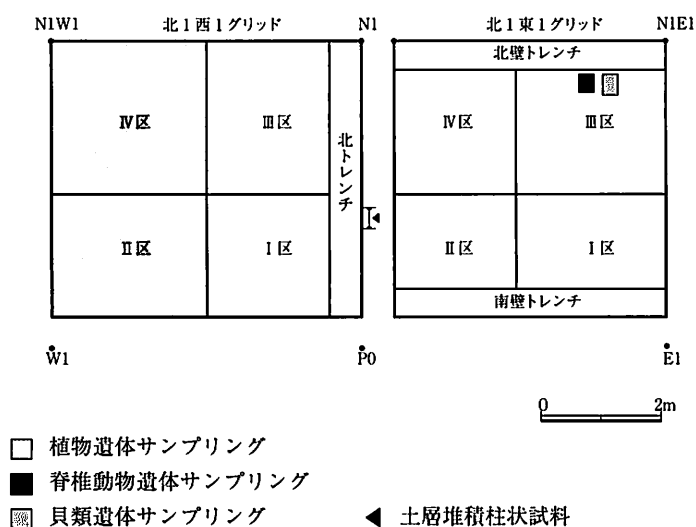 N1W1 北1西1グリッド N1 北1東1グリッド N1E1
北壁トレンチ
Ⅳ区 Ⅲ区 Ⅳ区 Ⅲ区
北トレンチ
Ⅱ区 Ⅰ区 Ⅱ区 Ⅰ区
南壁トレンチ
W1 P0 E1
0 2m
植物遺体サンプリング
脊椎動物遺体サンプリング
貝類遺体サンプリング 土層堆積柱状試料